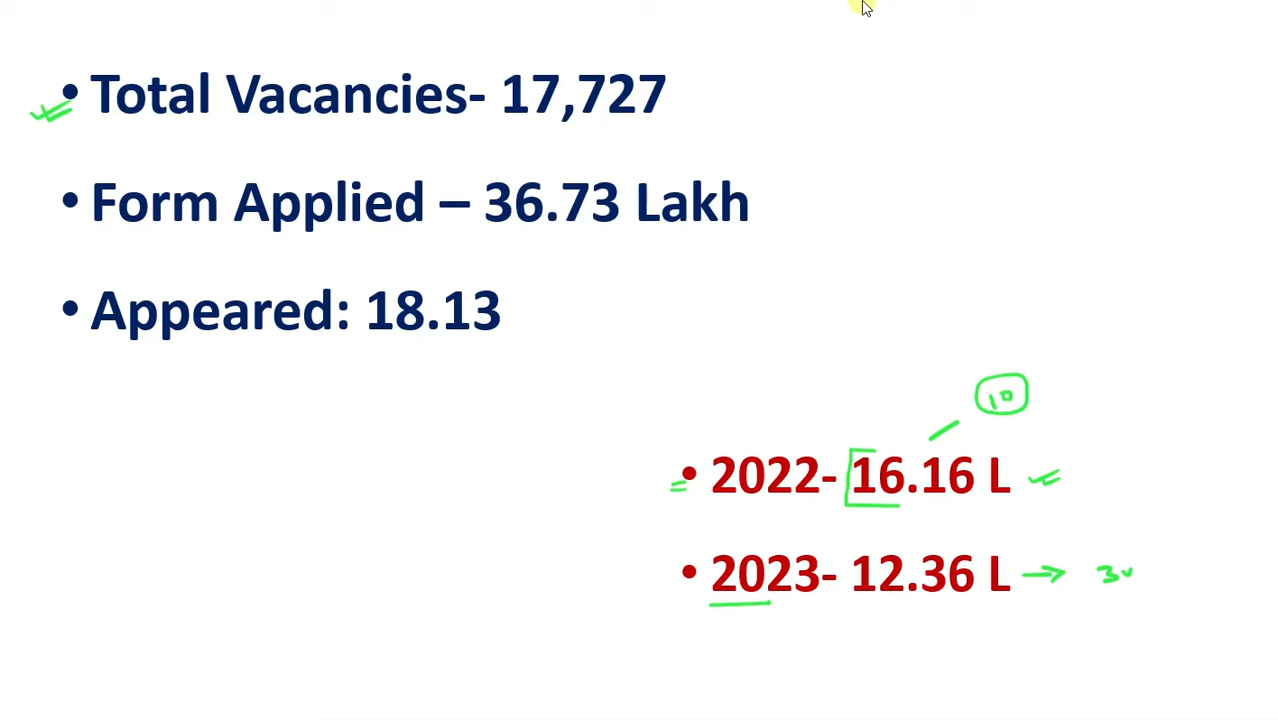 • Total Vacancies- 17,727
• Form Applied – 36.73 Lakh
• Appeared: 18.13
10
• 2022- 16.16 L
• 2023- 12.36 L →